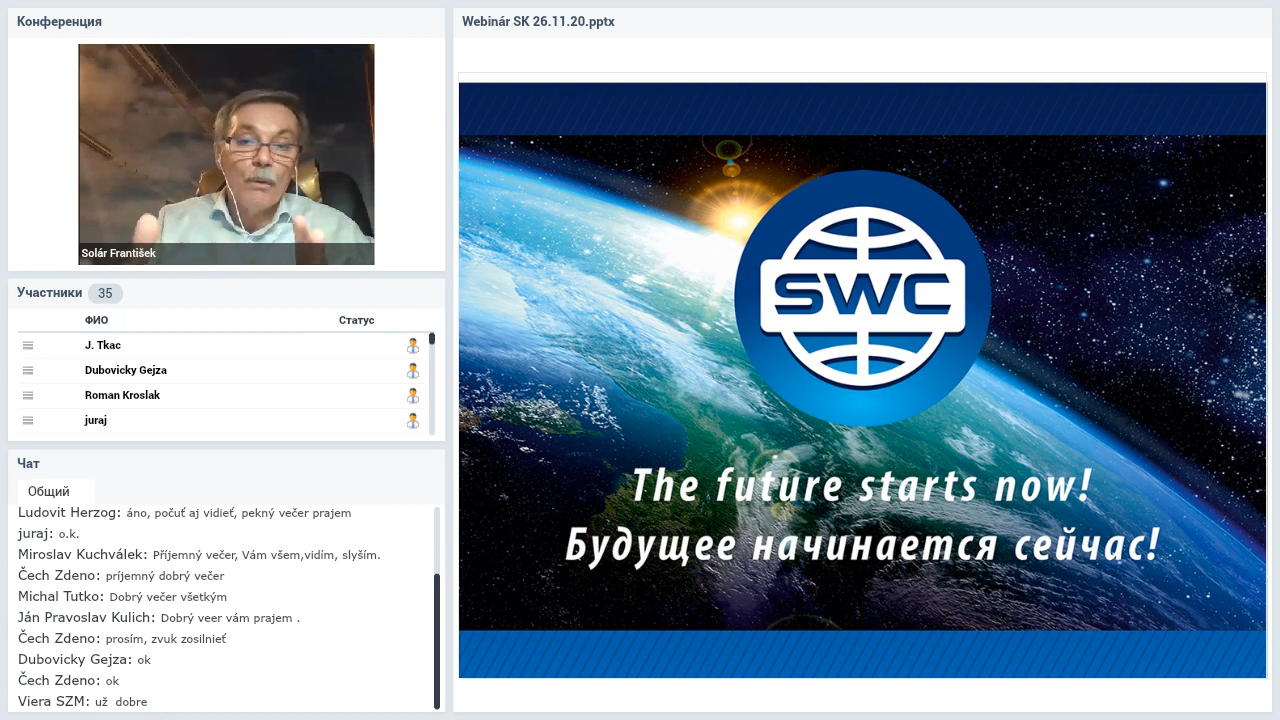 Конференция
Solár František
Участники 35
ФИО Статус
J. Tkac
Dubovicky Gejza
Roman Kroslak
juraj
Чат
Общий
Ludovit Herzog: áno, počuť aj vidieť, pekný večer prajem
juraj: o.k.
Miroslav Kuchválek: Příjemný večer, Vám všem,vidím, slyším.
Čech Zdeno: príjemný dobrý večer
Michal Tutko: Dobrý večer všetkým
Ján Pravoslav Kulich: Dobrý veer vám prajem .
Čech Zdeno: prosím, zvuk zosilnieť
Dubovicky Gejza: ok
Čech Zdeno: ok
Viera SZM: už dobre
Webinár SK 26.11.20.pptx
SWC
The future starts now!
Будущее начинается сейчас!